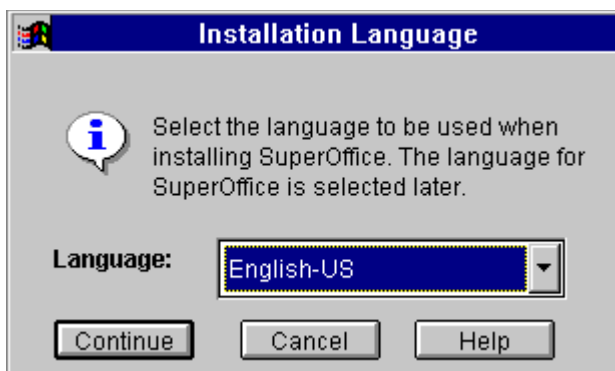 Installation Language
Select the language to be used when
installing SuperOffice. The language for
SuperOffice is selected later.
Language:
English-US
Continue
Cancel
Help